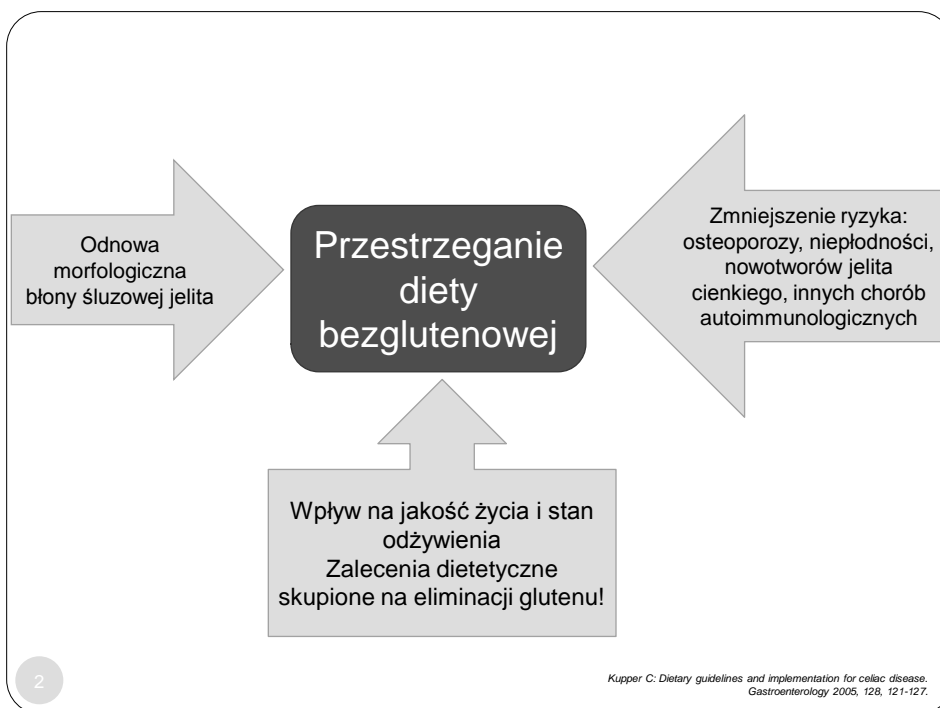 Odnowa
morfologiczna
błony śluzowej jelita
Przestrzeganie
diety
bezglutenowej
Zmniejszenie ryzyka:
osteoporozy, niepłodności,
nowotworów jelita
cienkiego, innych chorób
autoimmunologicznych
Wpływ na jakość życia i stan
odżywienia
Zalecenia dietetyczne
skupione na eliminacji glutenu!
2
Kupper C: Dietary guidelines and implementation for celiac disease.
Gastroenterology 2005, 128, 121-127.